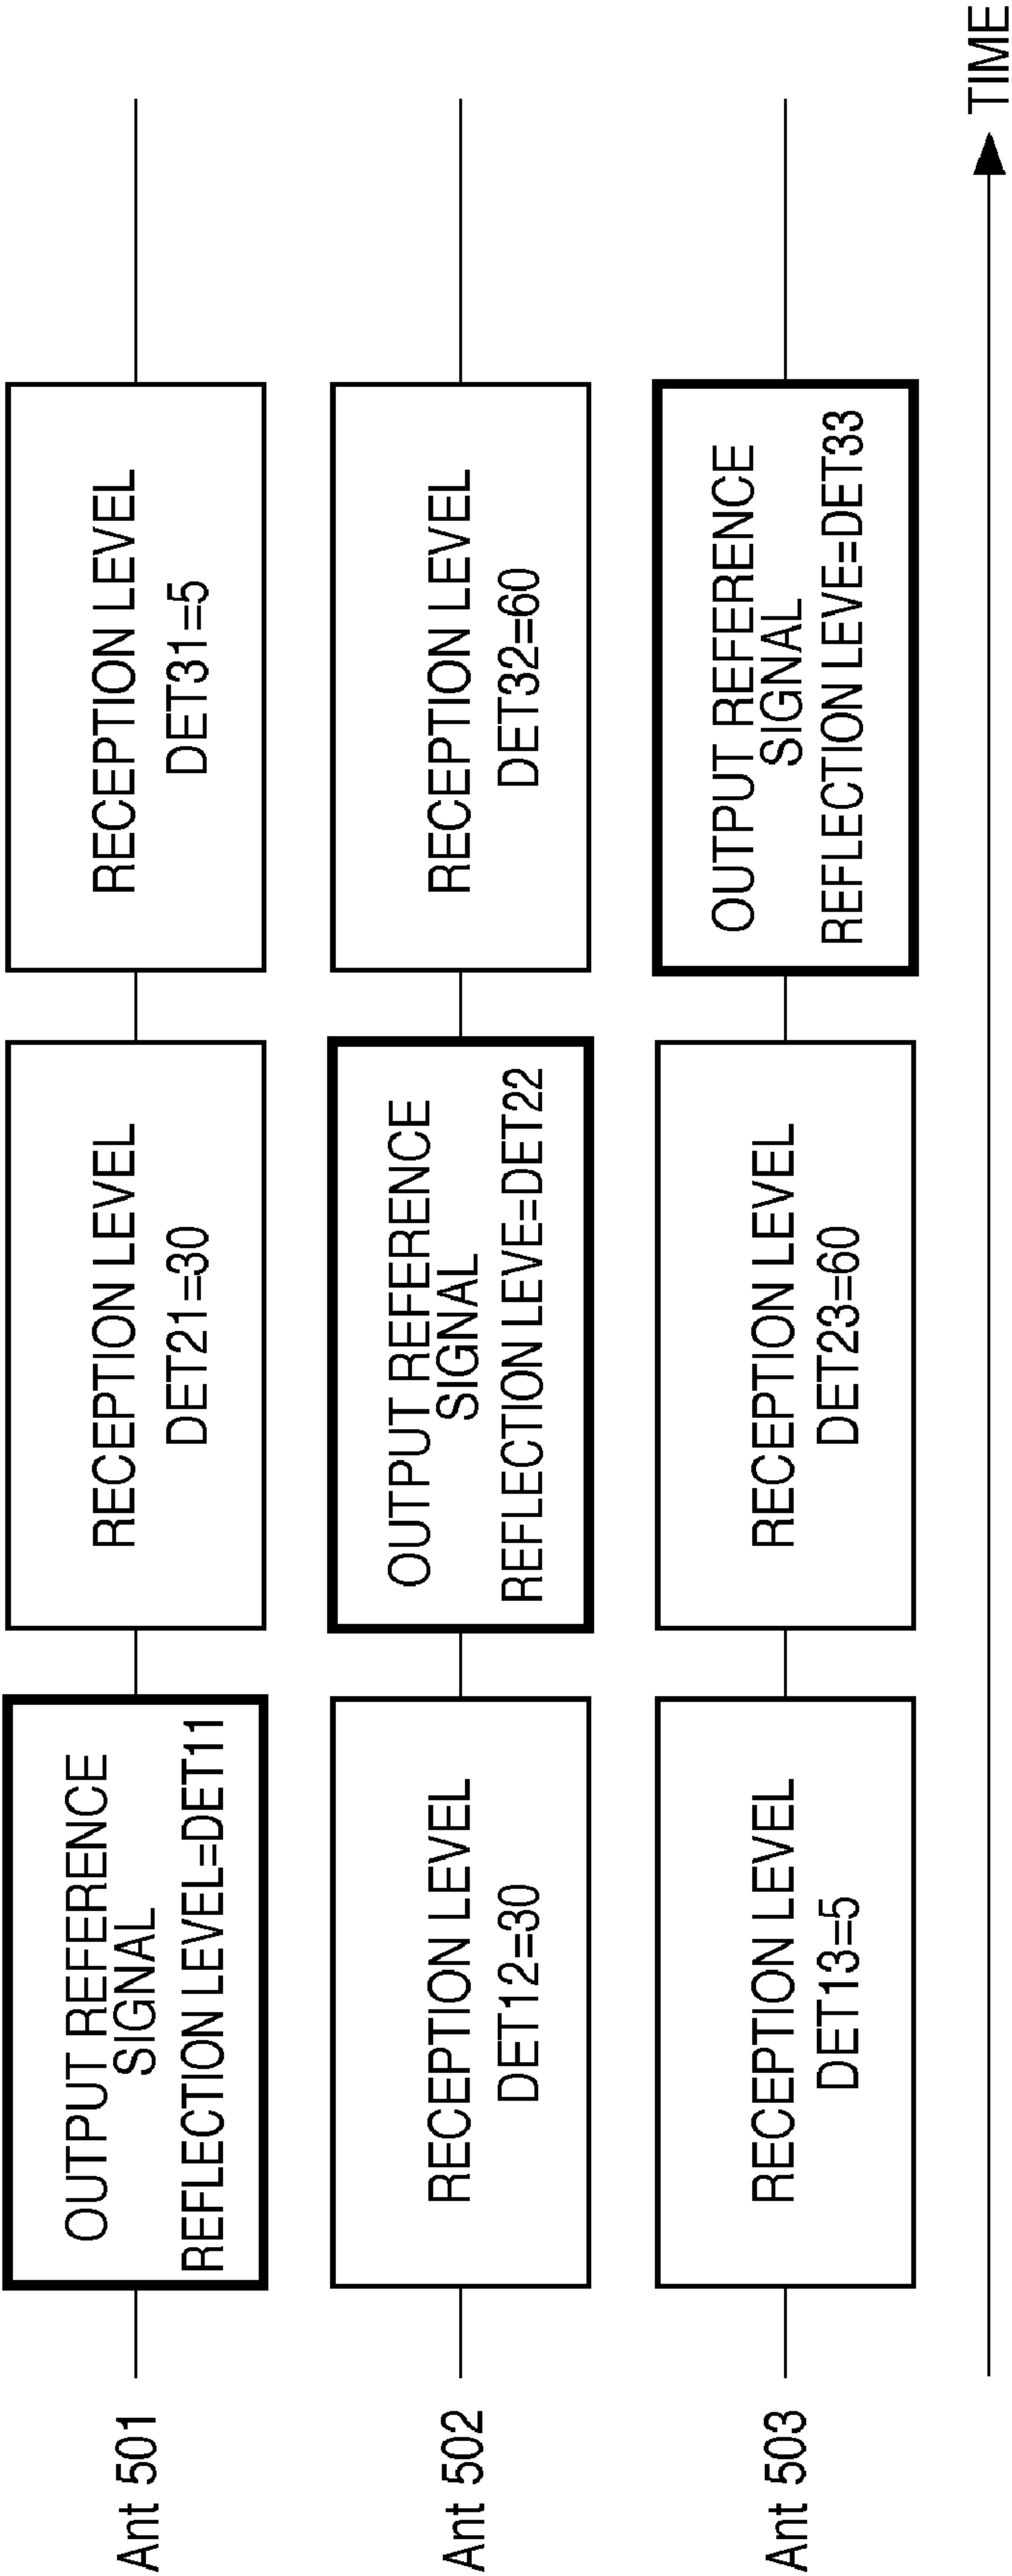 Ant 501
OUTPUT REFERENCE
SIGNAL
REFLECTION LEVEL=DET11
RECEPTION LEVEL
DET21=30
RECEPTION LEVEL
DET31=5
Ant 502
RECEPTION LEVEL
DET12=30
OUTPUT REFERENCE
SIGNAL
REFLECTION LEVE=DET22
RECEPTION LEVEL
DET32=60
Ant 503
RECEPTION LEVEL
DET13=5
RECEPTION LEVEL
DET23=60
OUTPUT REFERENCE
SIGNAL
REFLECTION LEVE=DET33
TIME